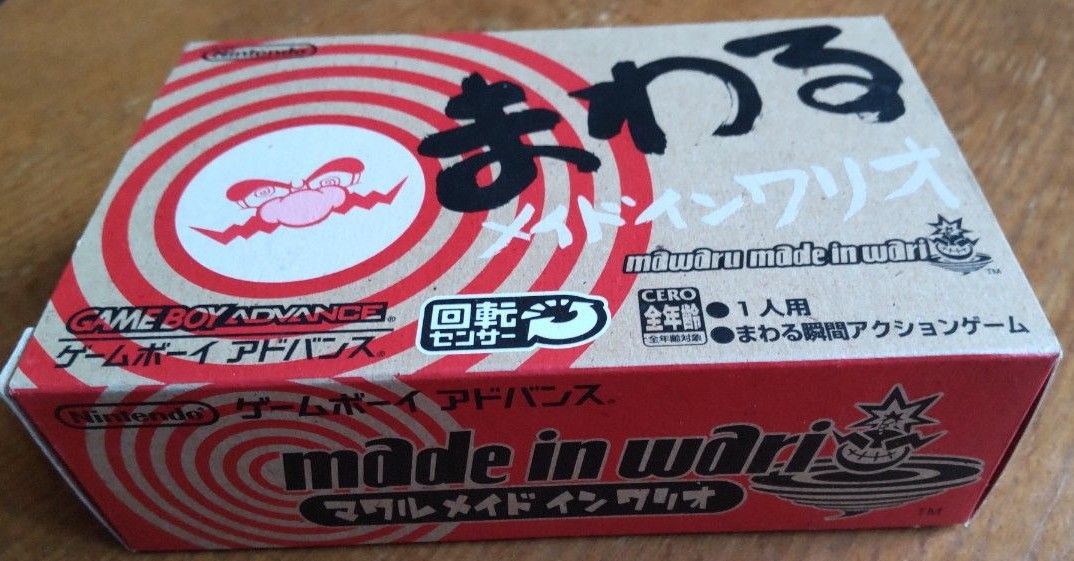 Nintendo
まわる
メイドインワリオ
mawaru made in wari
TM
GAME BOY ADVANCE®
ゲームボーイ アドバンス®
回転
センサー
CERO
全年齢
全年齢対象
●1人用
●まわる瞬間アクションゲーム
Nintendo®
ゲームボーイ アドバンス®
made in wari
マワル メイド イン ワリオ
TM